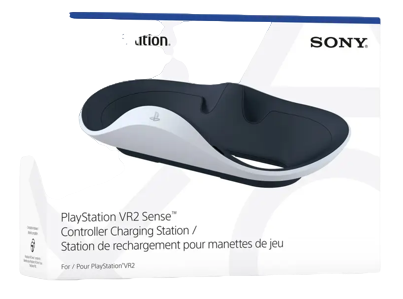 SONY
PlayStation VR2 Sense™
Controller Charging Station /
Station de rechargement pour manettes de jeu
For / Pour PlayStation®VR2